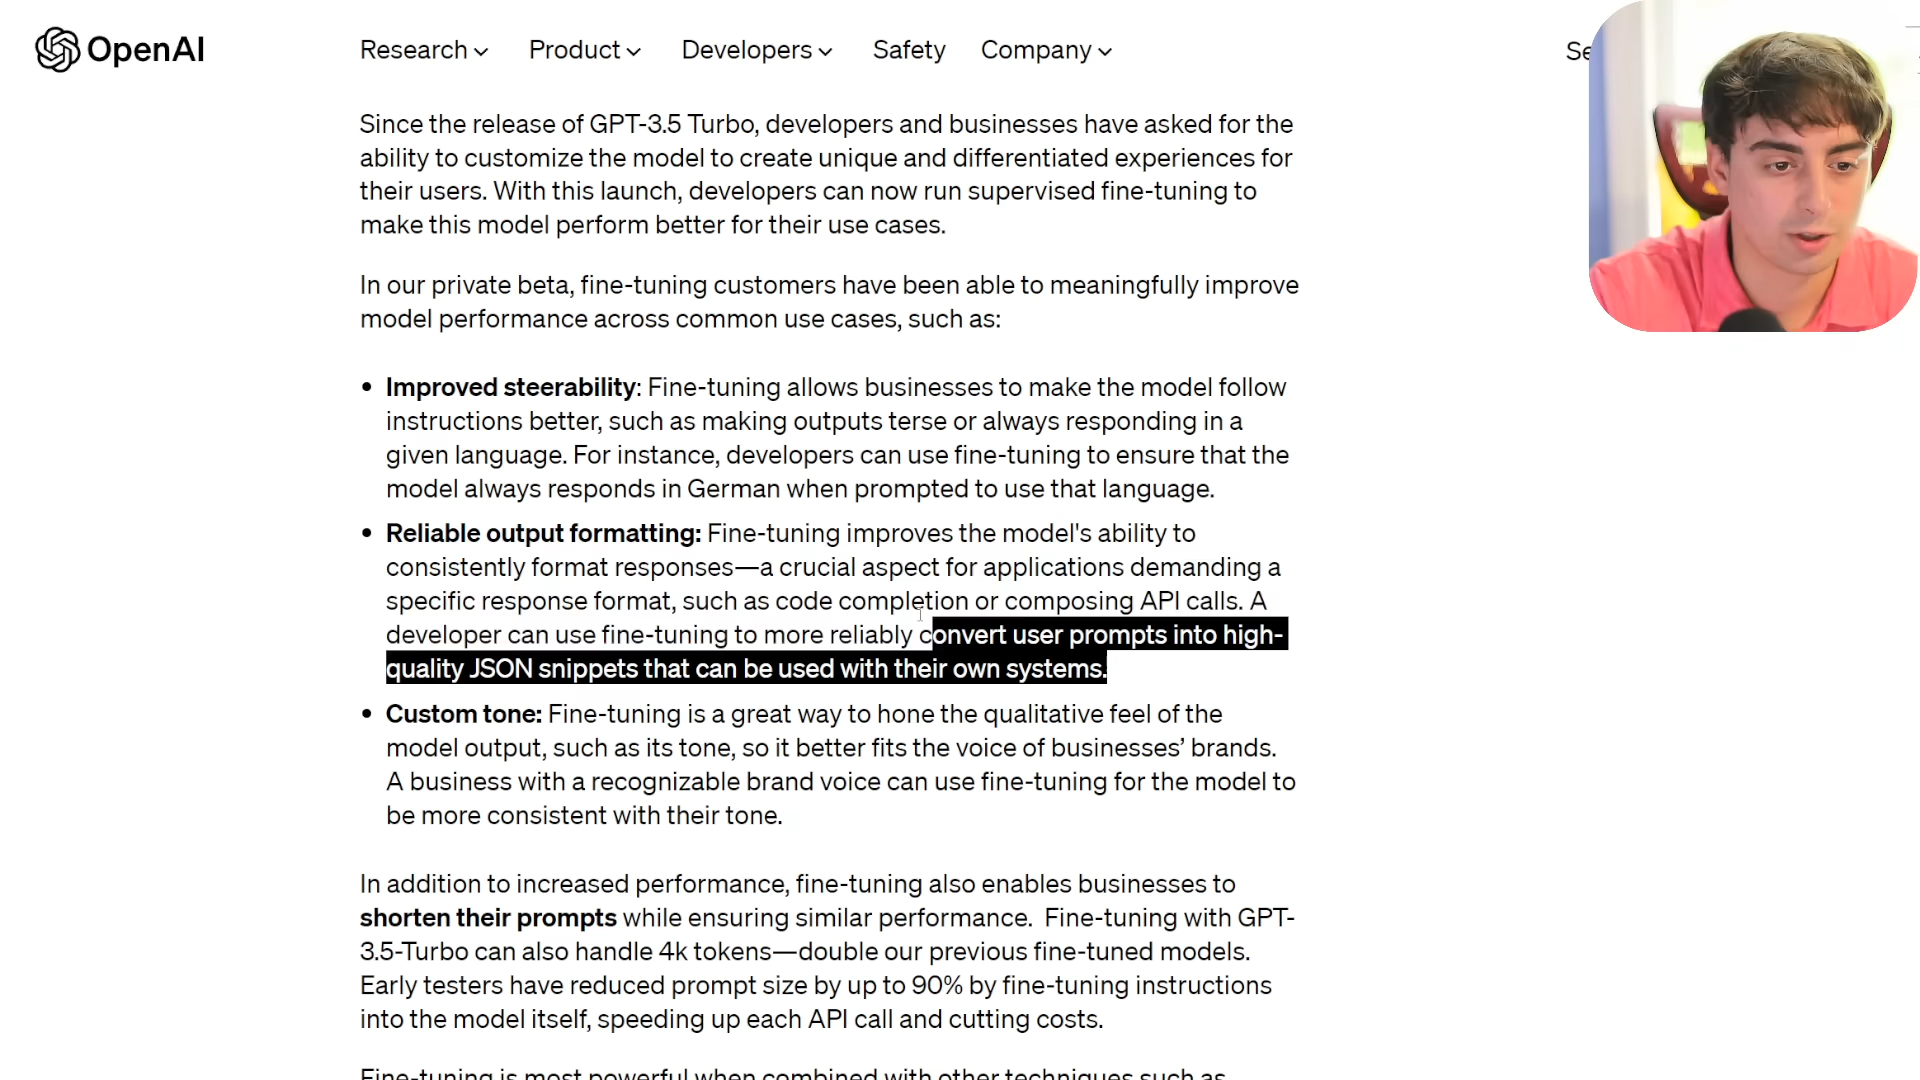 OpenAI
Research Product Developers Safety Company Se
Since the release of GPT-3.5 Turbo, developers and businesses have asked for the
ability to customize the model to create unique and differentiated experiences for
their users. With this launch, developers can now run supervised fine-tuning to
make this model perform better for their use cases.
In our private beta, fine-tuning customers have been able to meaningfully improve
model performance across common use cases, such as:
• Improved steerability: Fine-tuning allows businesses to make the model follow
instructions better, such as making outputs terse or always responding in a
given language. For instance, developers can use fine-tuning to ensure that the
model always responds in German when prompted to use that language.
• Reliable output formatting: Fine-tuning improves the model's ability to
consistently format responses—a crucial aspect for applications demanding a
specific response format, such as code completion or composing API calls. A
developer can use fine-tuning to more reliably convert user prompts into high-
quality JSON snippets that can be used with their own systems.
• Custom tone: Fine-tuning is a great way to hone the qualitative feel of the
model output, such as its tone, so it better fits the voice of businesses’ brands.
A business with a recognizable brand voice can use fine-tuning for the model to
be more consistent with their tone.
In addition to increased performance, fine-tuning also enables businesses to
shorten their prompts while ensuring similar performance. Fine-tuning with GPT-
3.5-Turbo can also handle 4k tokens—double our previous fine-tuned models.
Early testers have reduced prompt size by up to 90% by fine-tuning instructions
into the model itself, speeding up each API call and cutting costs.
Fine-tuning is most powerful when combined with other techniques such as